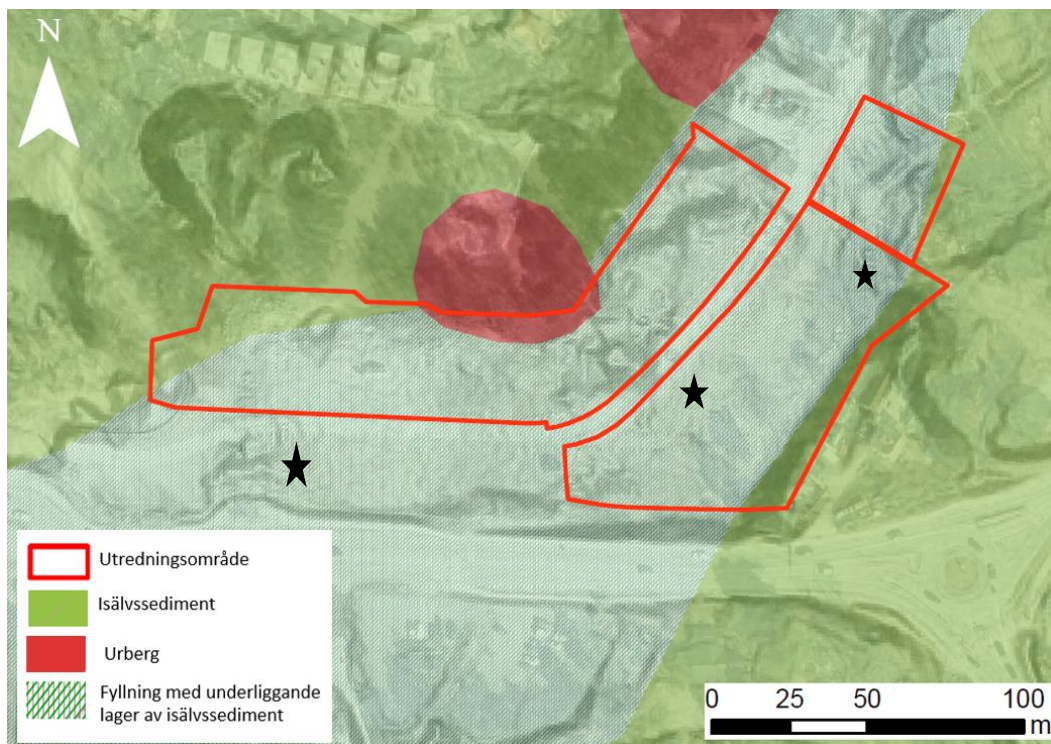 N
Utredningsområde
Isälvssediment
Urberg
Fyllning med underliggande
lager av isälvssediment
0 25 50 100
m